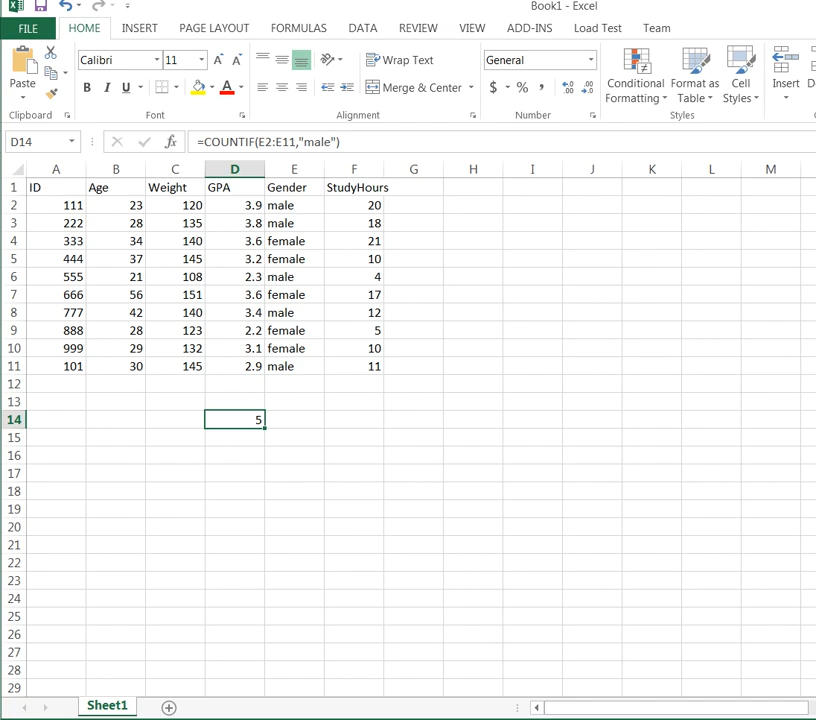 Book1 - Excel
FILE HOME INSERT PAGE LAYOUT FORMULAS DATA REVIEW VIEW ADD-INS Load Test Team
Calibri 11 Wrap Text General
Paste B I U Merge & Center $ % Conditional Formatting Format as Table Cell Styles Insert
Clipboard Font Alignment Number Styles
D14 fx =COUNTIF(E2:E11,"male")
A B C D E F G H I J K L M
1 ID Age Weight GPA Gender StudyHours
2 111 23 120 3.9 male 20
3 222 28 135 3.8 male 18
4 333 34 140 3.6 female 21
5 444 37 145 3.2 female 10
6 555 21 108 2.3 male 4
7 666 56 151 3.6 female 17
8 777 42 140 3.4 male 12
9 888 28 123 2.2 female 5
10 999 29 132 3.1 female 10
11 101 30 145 2.9 male 11
12
13
14 5
15
16
17
18
19
20
21
22
23
24
25
26
27
28
29
Sheet1